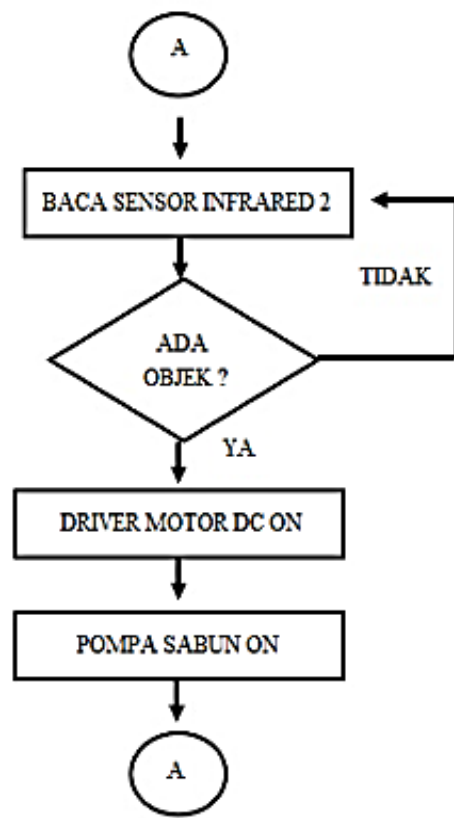 A
BACA SENSOR INFRARED 2
TIDAK
ADA
OBJEK ?
YA
DRIVER MOTOR DC ON
POMPA SABUN ON
A